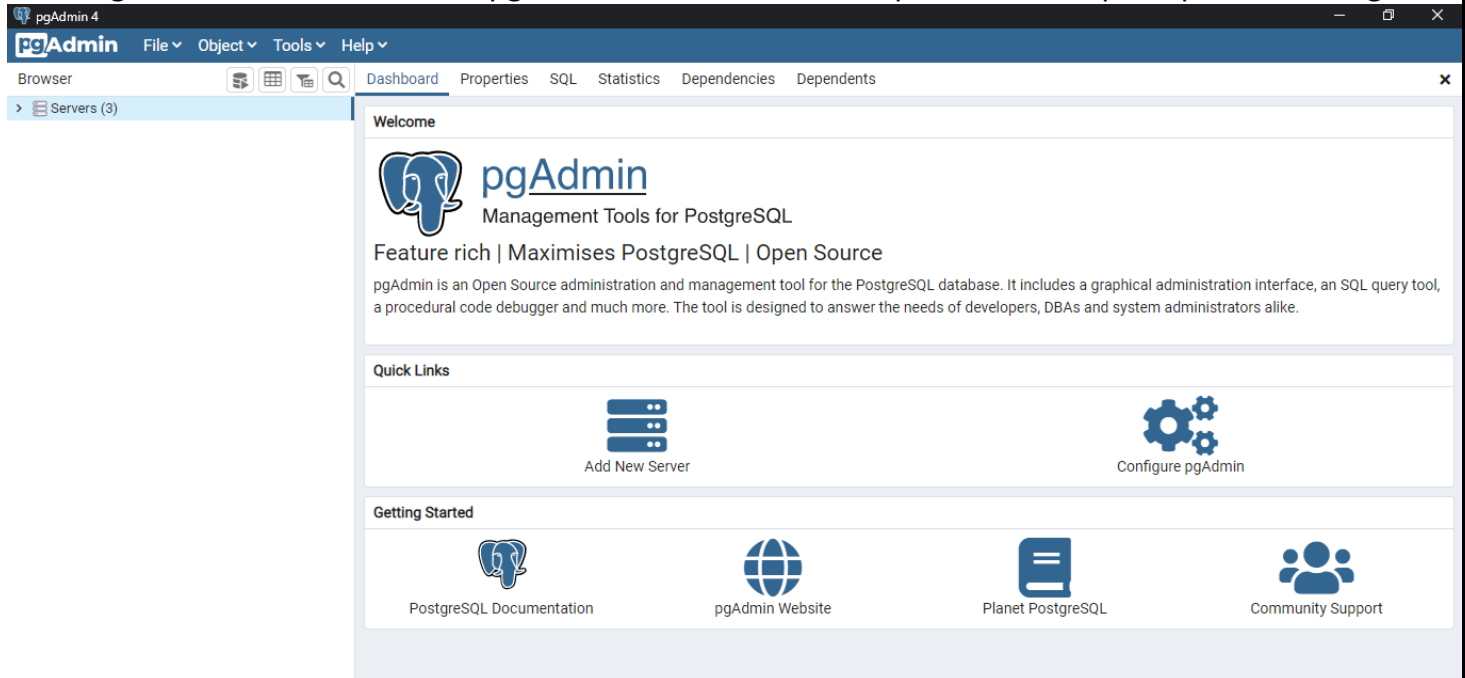 pgAdmin 4
pgAdmin File Object Tools Help
Browser
Dashboard Properties SQL Statistics Dependencies Dependents
Servers (3)
Welcome
pgAdmin
Management Tools for PostgreSQL
Feature rich | Maximises PostgreSQL | Open Source
pgAdmin is an Open Source administration and management tool for the PostgreSQL database. It includes a graphical administration interface, an SQL query tool,
a procedural code debugger and much more. The tool is designed to answer the needs of developers, DBAs and system administrators alike.
Quick Links
Add New Server
Configure pgAdmin
Getting Started
PostgreSQL Documentation
pgAdmin Website
Planet PostgreSQL
Community Support